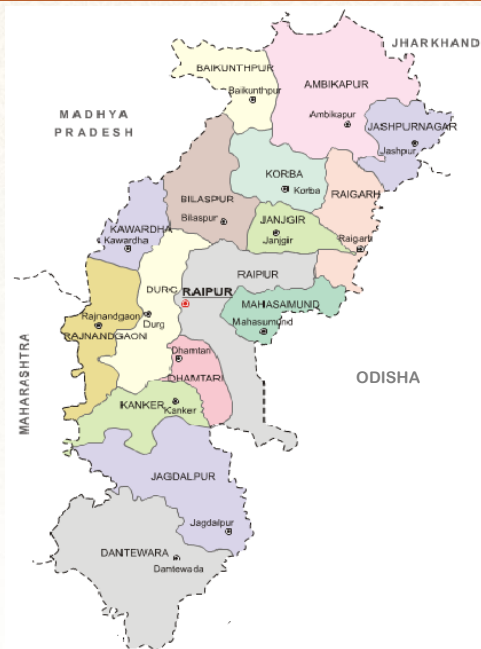 JHARKHAND
BAIKUNTHPUR
Baikunthpur
AMBIKAPUR
Ambikapur
MADHYA
PRADESH
JASHPURNAGAR
Jashpur
KORBA
Korba
BILASPUR
Bilaspur
RAIGARH
Raigarh
KAWARDHA
Kawardha
JANJGIR
Janjgir
RAIPUR
DURG
RAIPUR
Durg
MAHASAMUND
Mahasumund
Rajnandgaon
RAJNANDGAON
MAHARASHTRA
Dhamtari
DHAMTARI
ODISHA
KANKER
Kanker
JAGDALPUR
Jagdalpur
DANTEWARA
Dantewada